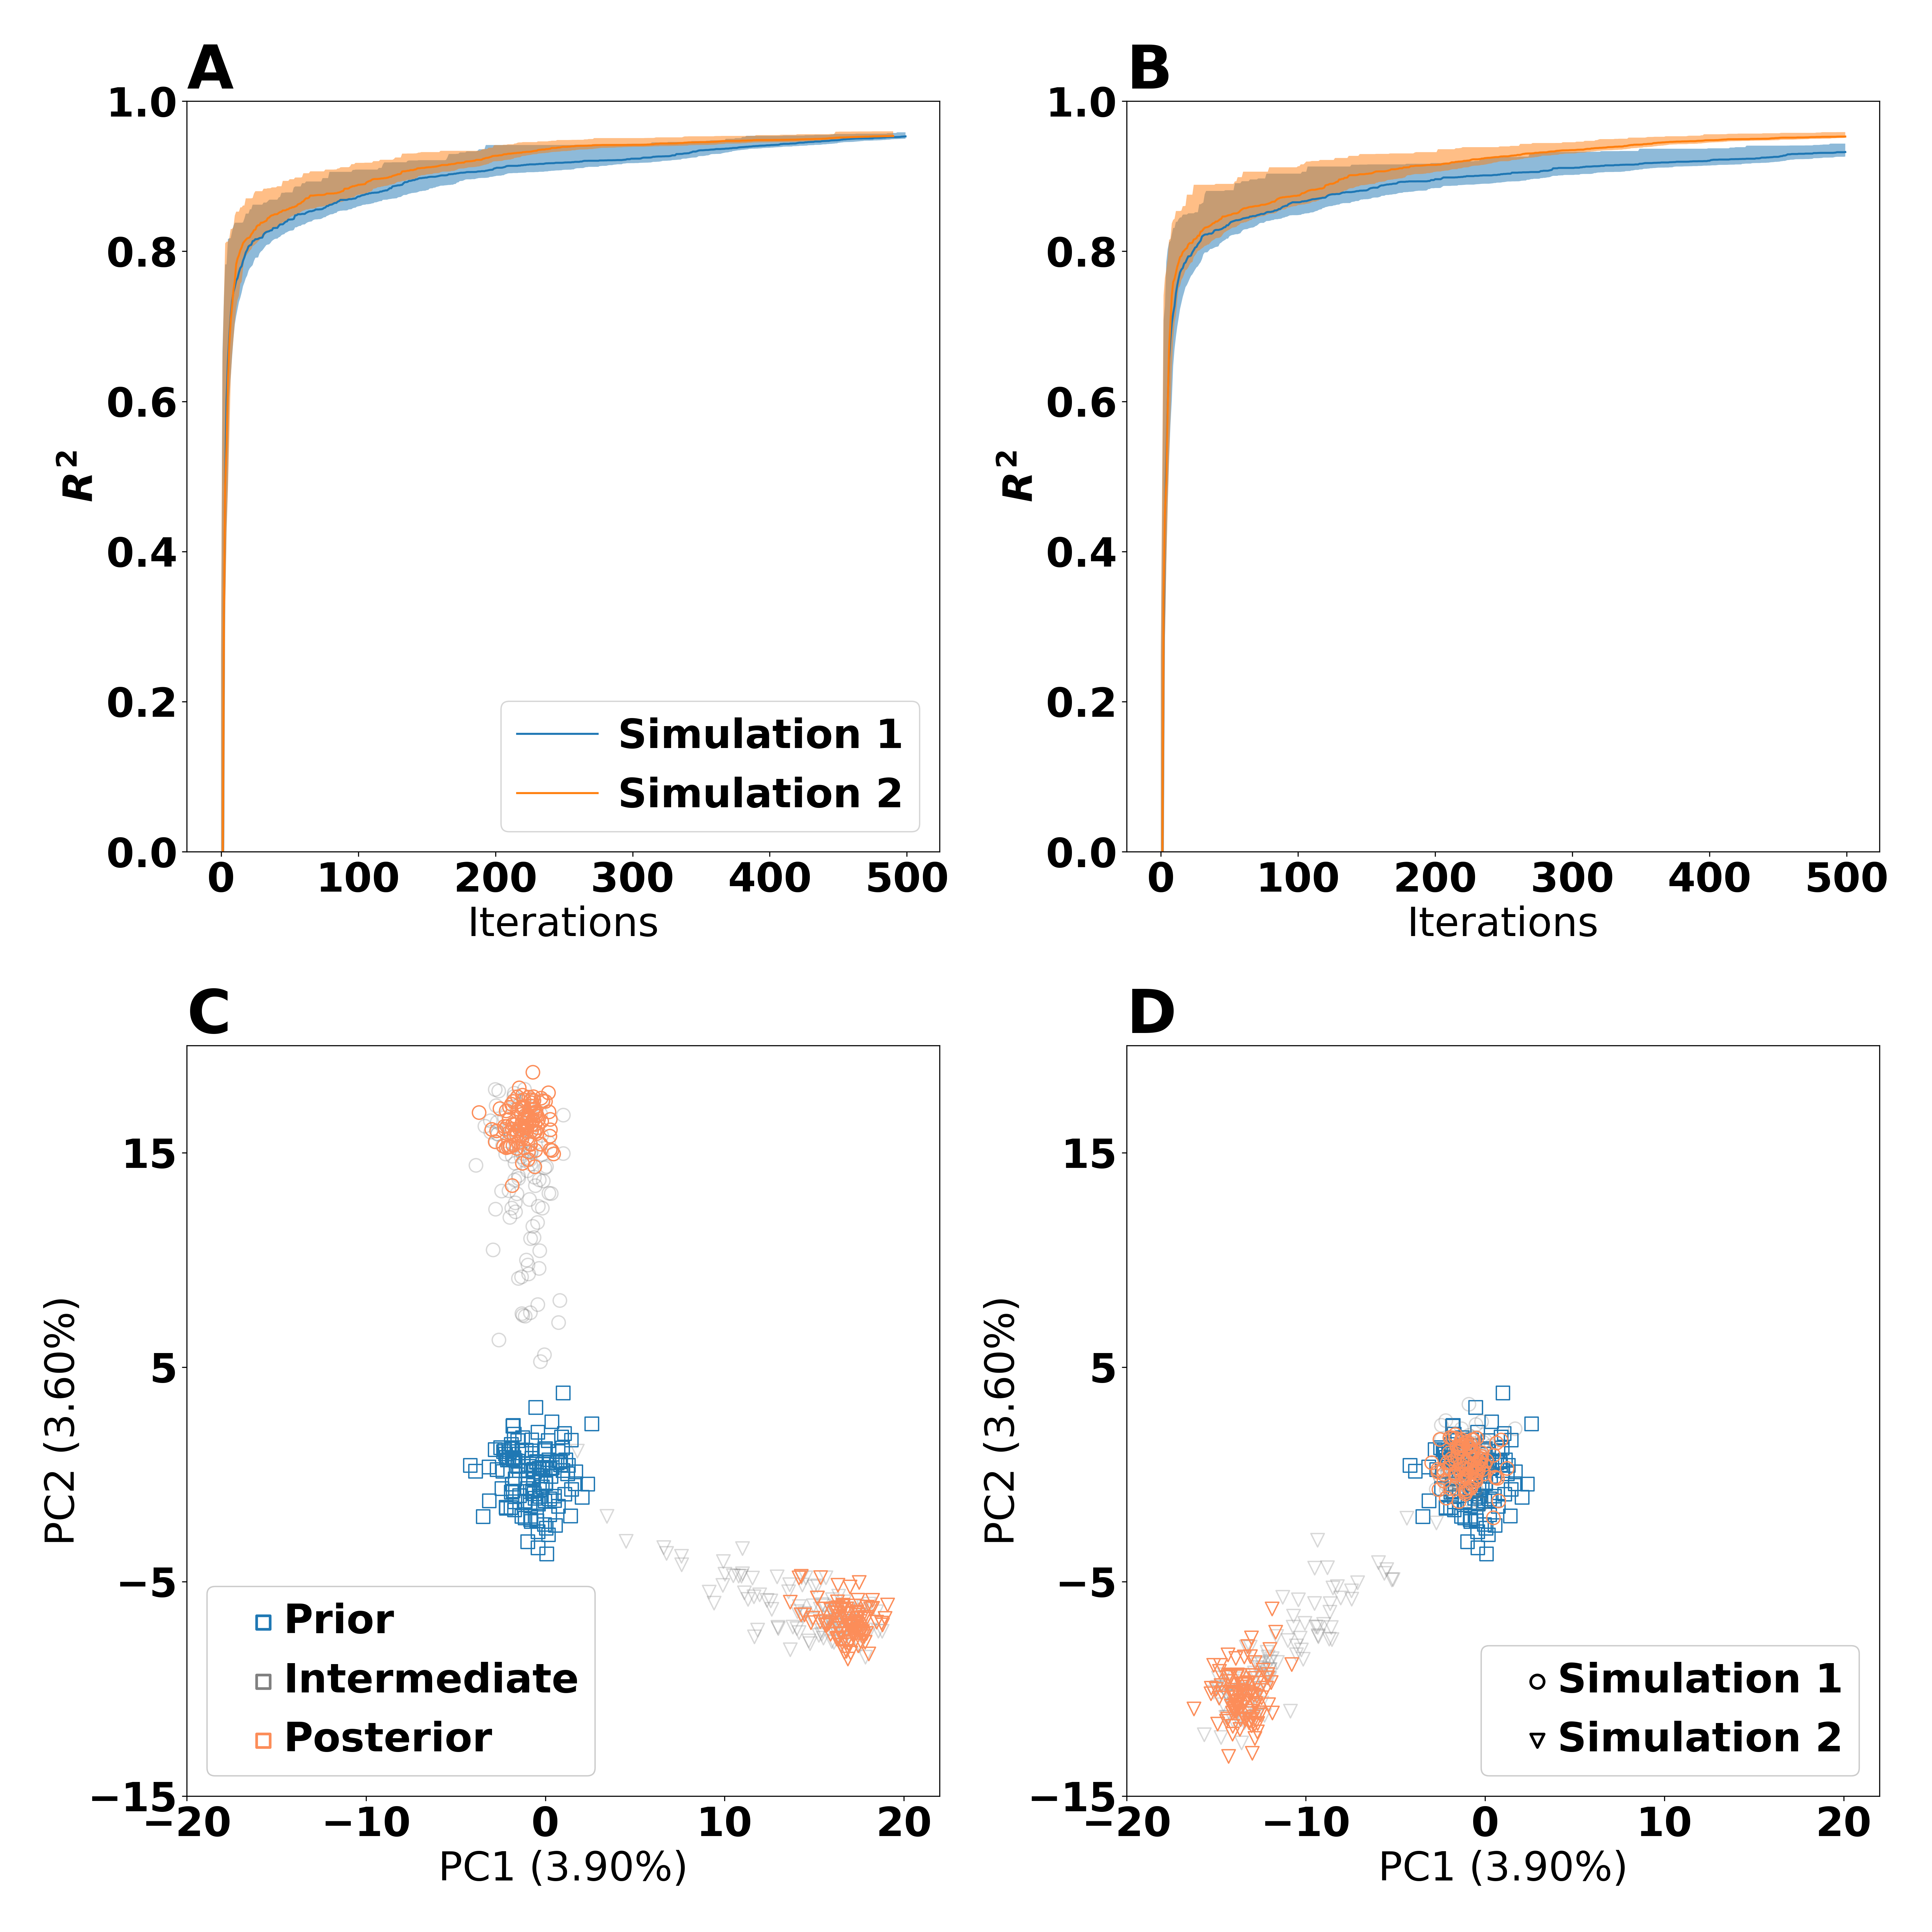 A
1.0
0.8
0.6
0.4
0.2
0.0
R²
0 100 200 300 400 500
Iterations
Simulation 1
Simulation 2
B
1.0
0.8
0.6
0.4
0.2
0.0
R²
0 100 200 300 400 500
Iterations
C
15
5
−5
−15
PC2 (3.60%)
−20 −10 0 10 20
PC1 (3.90%)
Prior
Intermediate
Posterior
D
15
5
−5
−15
PC2 (3.60%)
−20 −10 0 10 20
PC1 (3.90%)
Simulation 1
Simulation 2